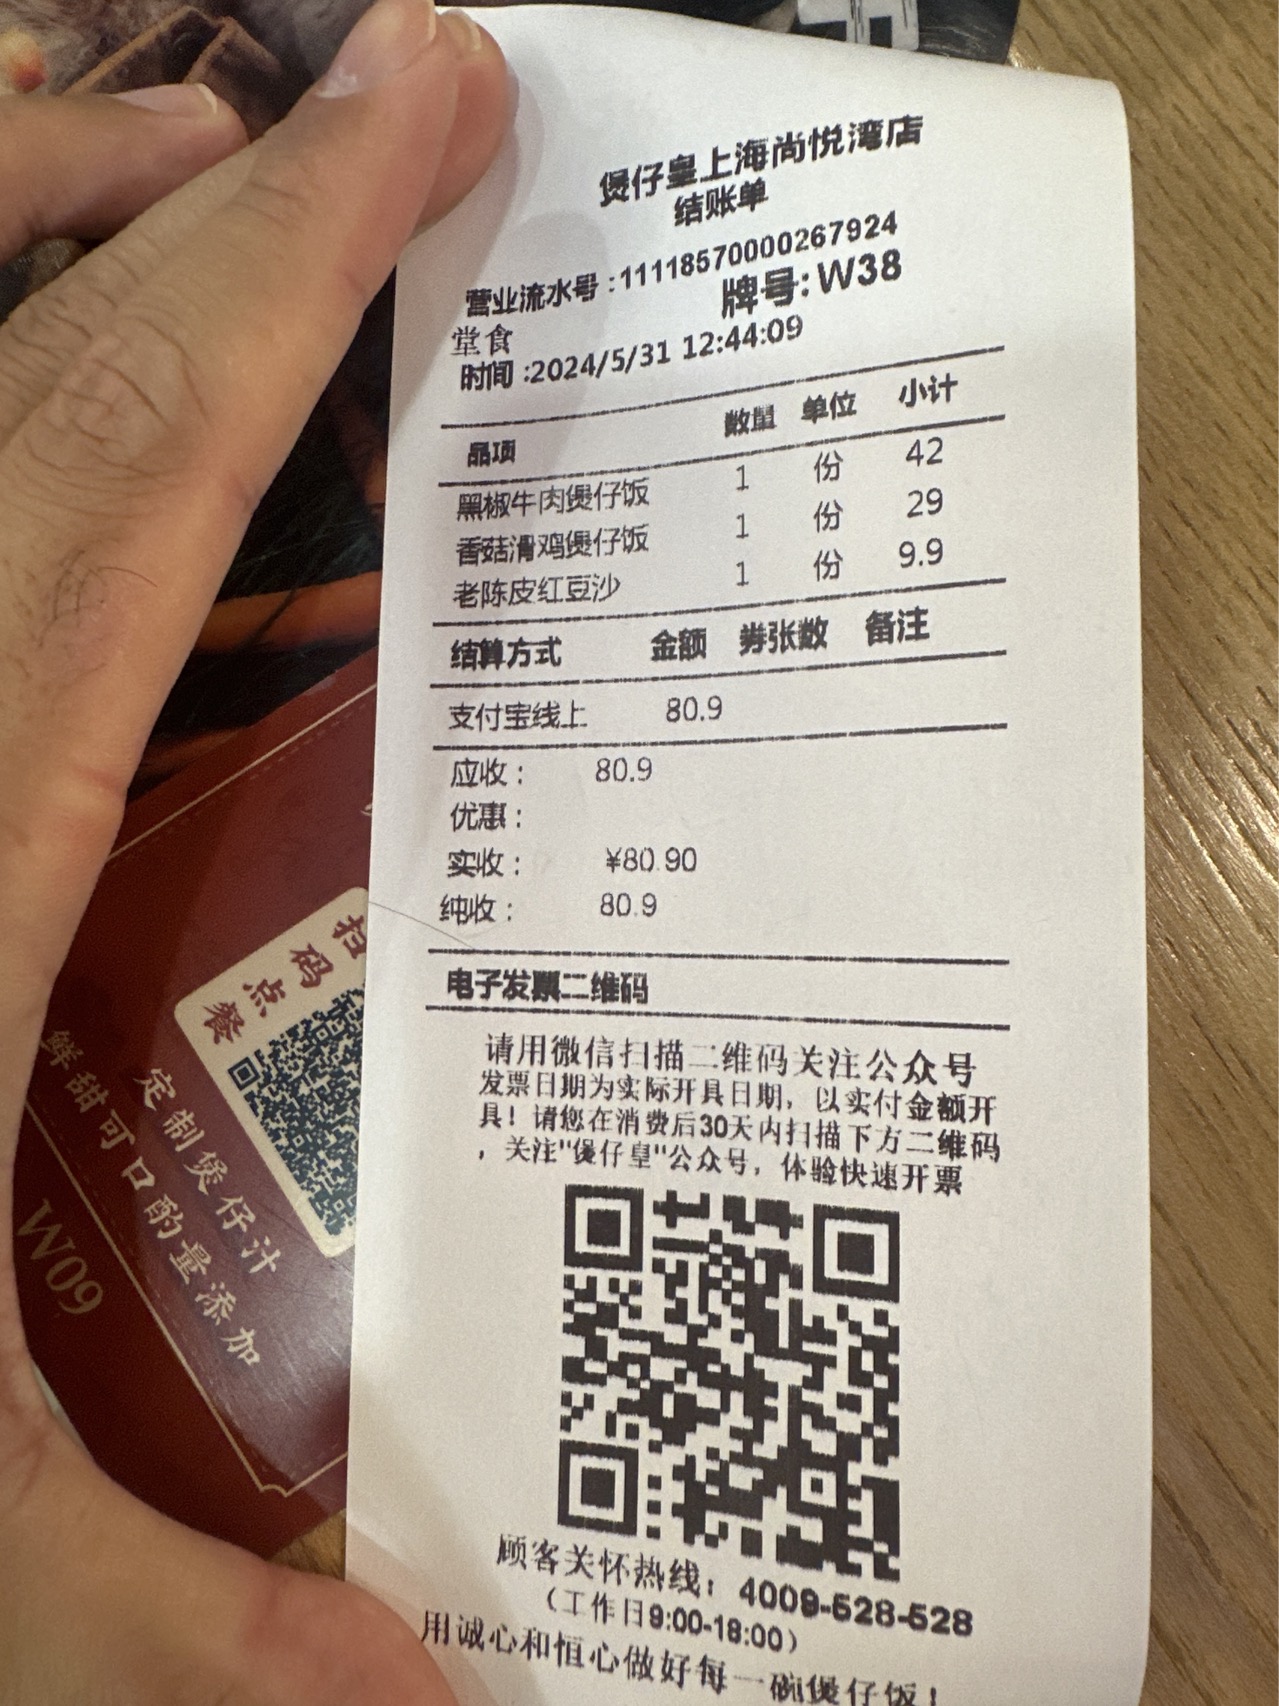 煲仔皇上海尚悦湾店
结账单
营业流水号:11118570000267924
牌号:W38
堂食
时间:2024/5/31 12:44:09
品项 数量 单位 小计
黑椒牛肉煲仔饭 1 份 42
香菇滑鸡煲仔饭 1 份 29
老陈皮红豆沙 1 份 9.9
结算方式 金额 券张数 备注
支付宝线上 80.9
应收: 80.9
优惠:
实收: ¥80.90
纯收: 80.9
电子发票二维码
请用微信扫描二维码关注公众号
发票日期为实际开具日期，以实付金额开
具！请您在消费后30天内扫描下方二维码
，关注"煲仔皇"公众号，体验快速开票
顾客关怀热线：4009-528-528
（工作日9:00-18:00）
用诚心和恒心做好每一碗煲仔饭！
扫码点餐
定制煲仔汁
鲜甜可口酌量添加
W09